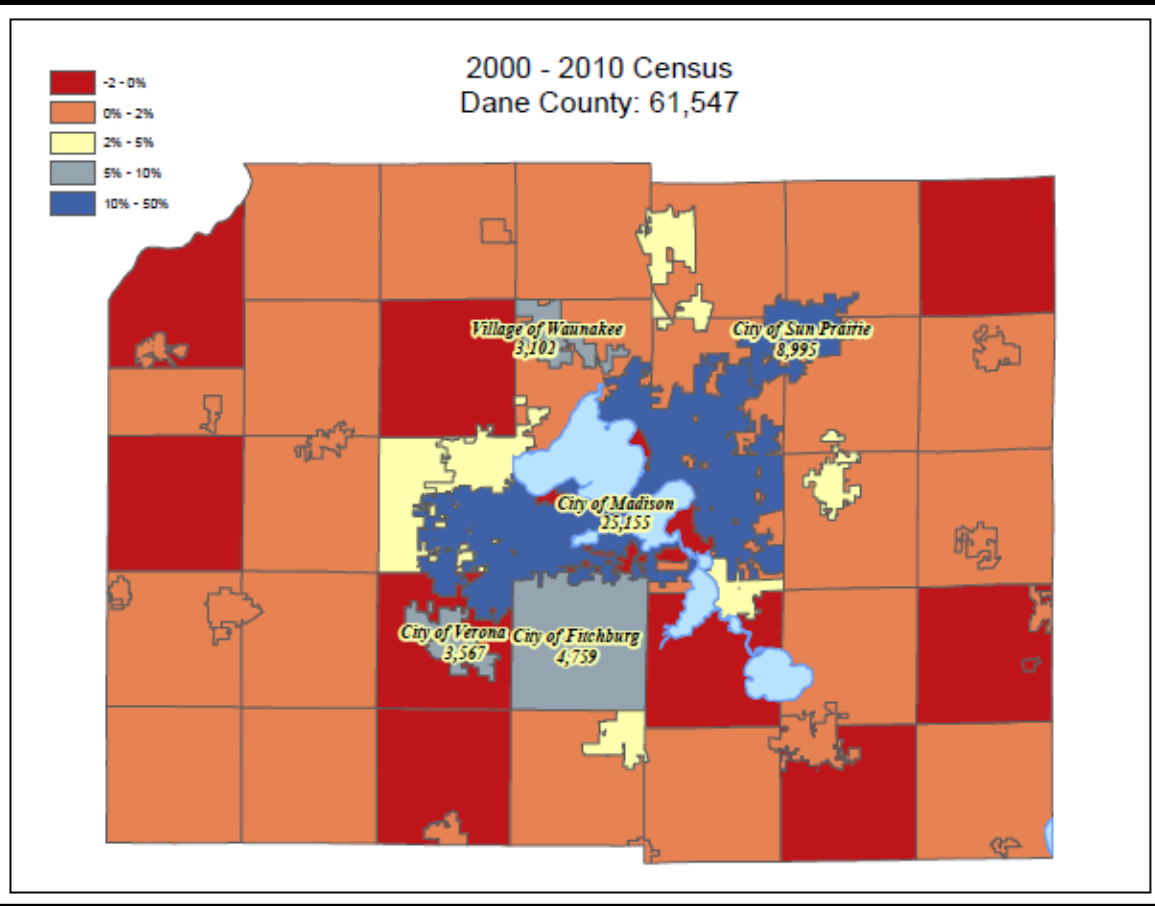 2000 - 2010 Census
Dane County: 61,547
-2 - 0%
0% - 2%
2% - 5%
5% - 10%
10% - 50%
Village of Waunakee
3,102
City of Sun Prairie
8,995
City of Madison
25,155
City of Verona
3,567
City of Fitchburg
4,759